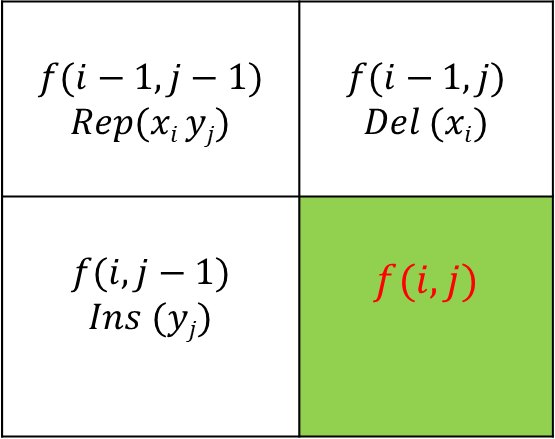 f(i − 1, j − 1)
Rep(xᵢ yⱼ)
f(i − 1, j)
Del (xᵢ)
f(i, j − 1)
Ins (yⱼ)
f(i, j)